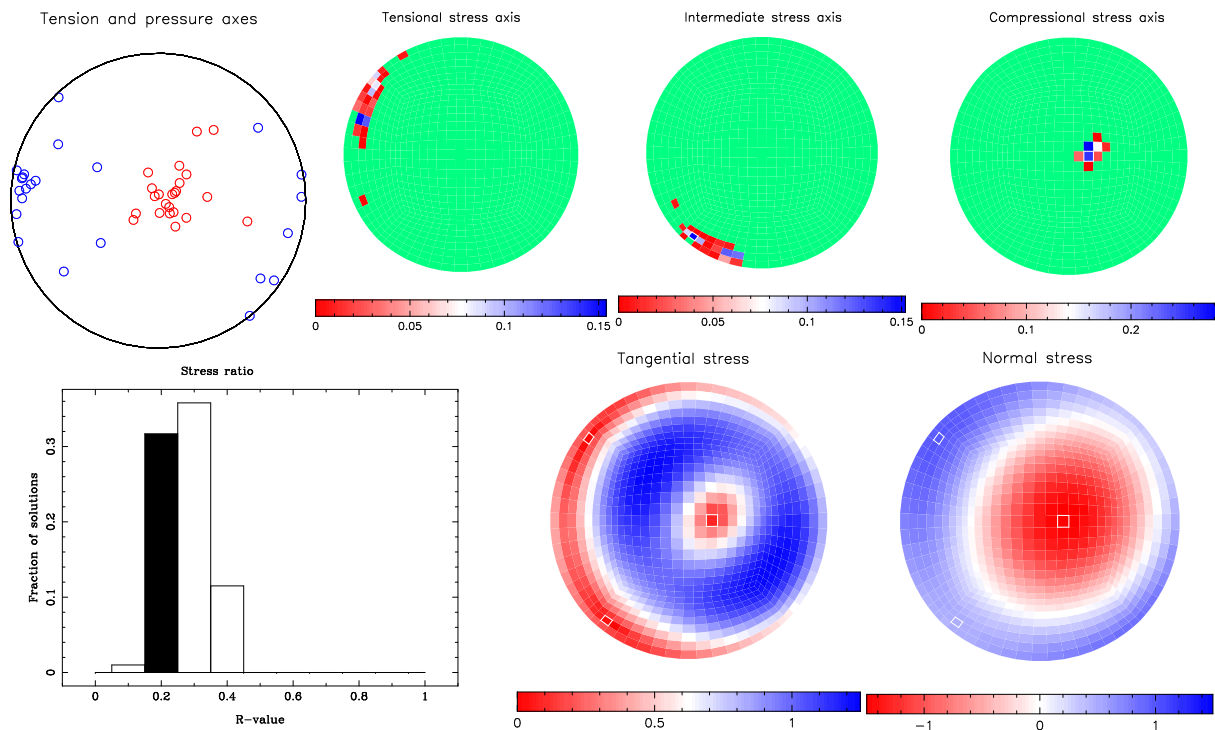 Tension and pressure axes
Tensional stress axis
Intermediate stress axis
Compressional stress axis
0 0.05 0.1 0.15
0 0.05 0.1 0.15
0 0.1 0.2
Stress ratio
Tangential stress
Normal stress
Fraction of solutions
0.3
0.2
0.1
0
0 0.2 0.4 0.6 0.8 1
R-value
0 0.5 1
−1 0 1